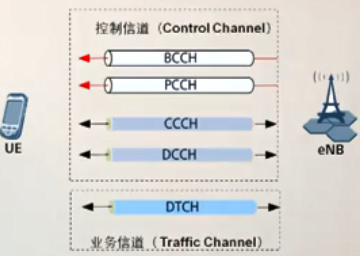 控制信道（Control Channel）
BCCH
PCCH
CCCH
DCCH
UE
eNB
DTCH
业务信道（Traffic Channel）